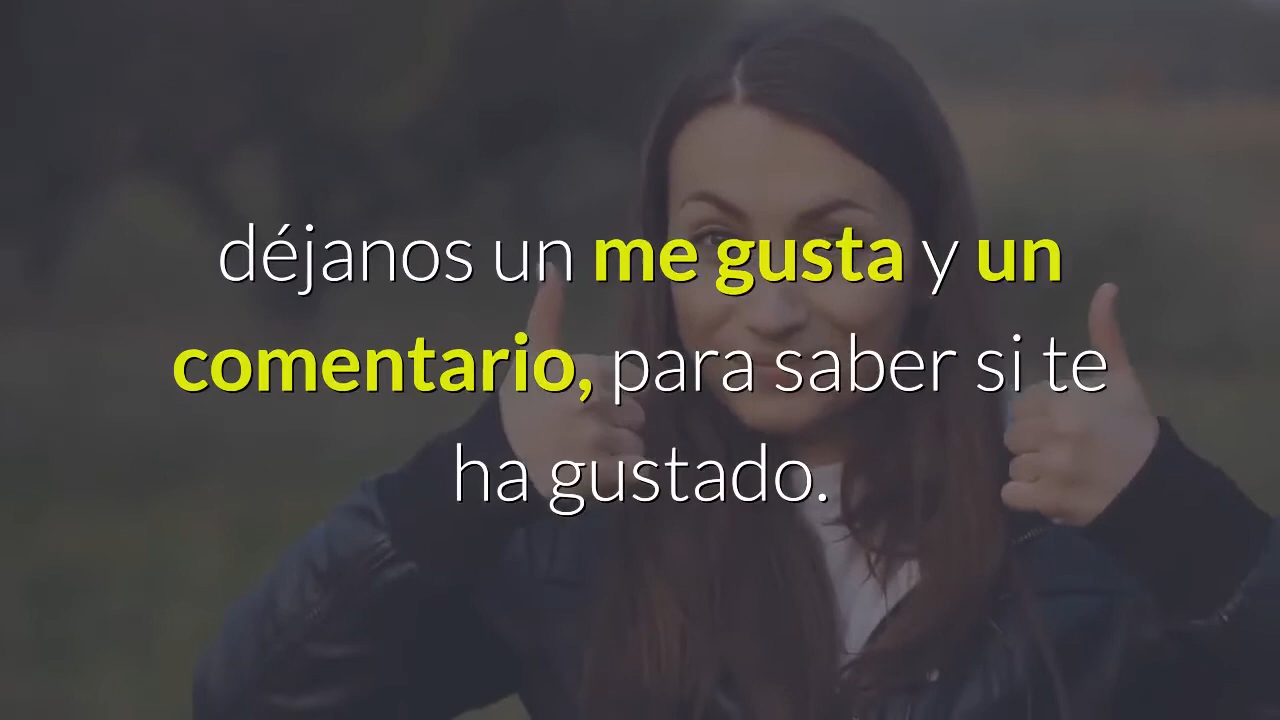 déjanos un me gusta y un
comentario, para saber si te
ha gustado.